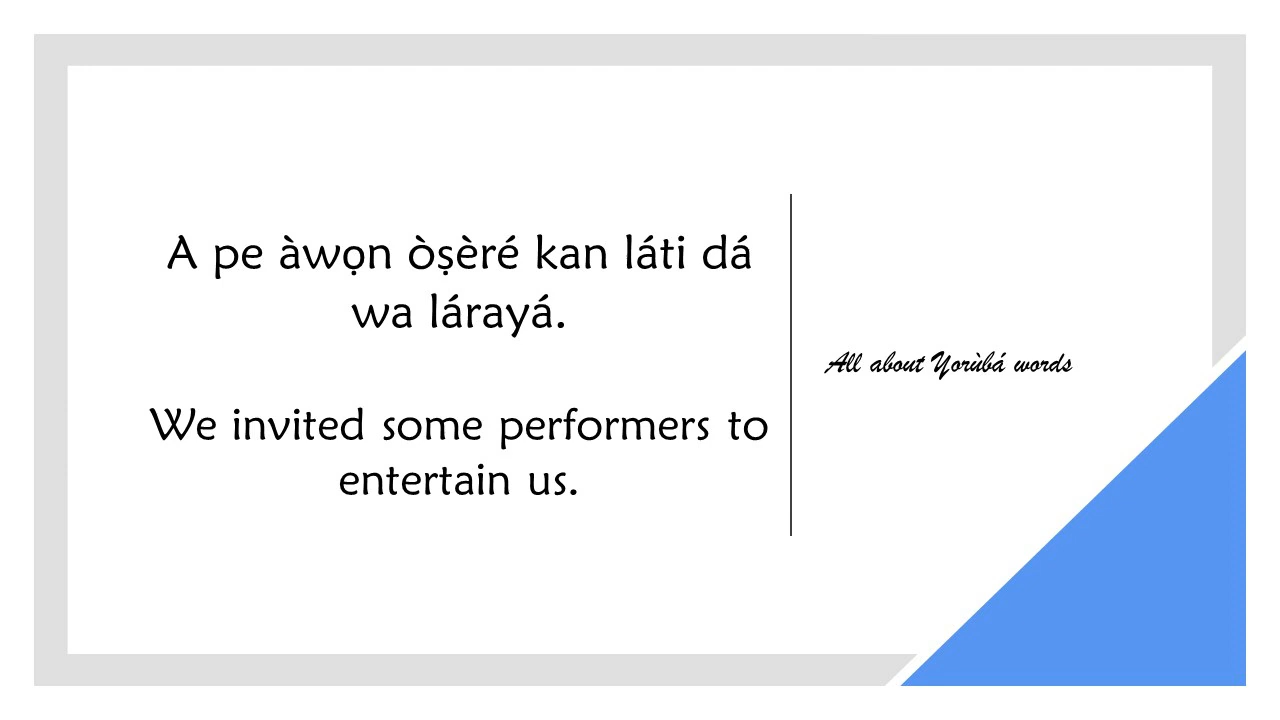 A pe àwọn òṣèré kan láti dá
wa lárayá.
We invited some performers to
entertain us.
All about Yorùbá words